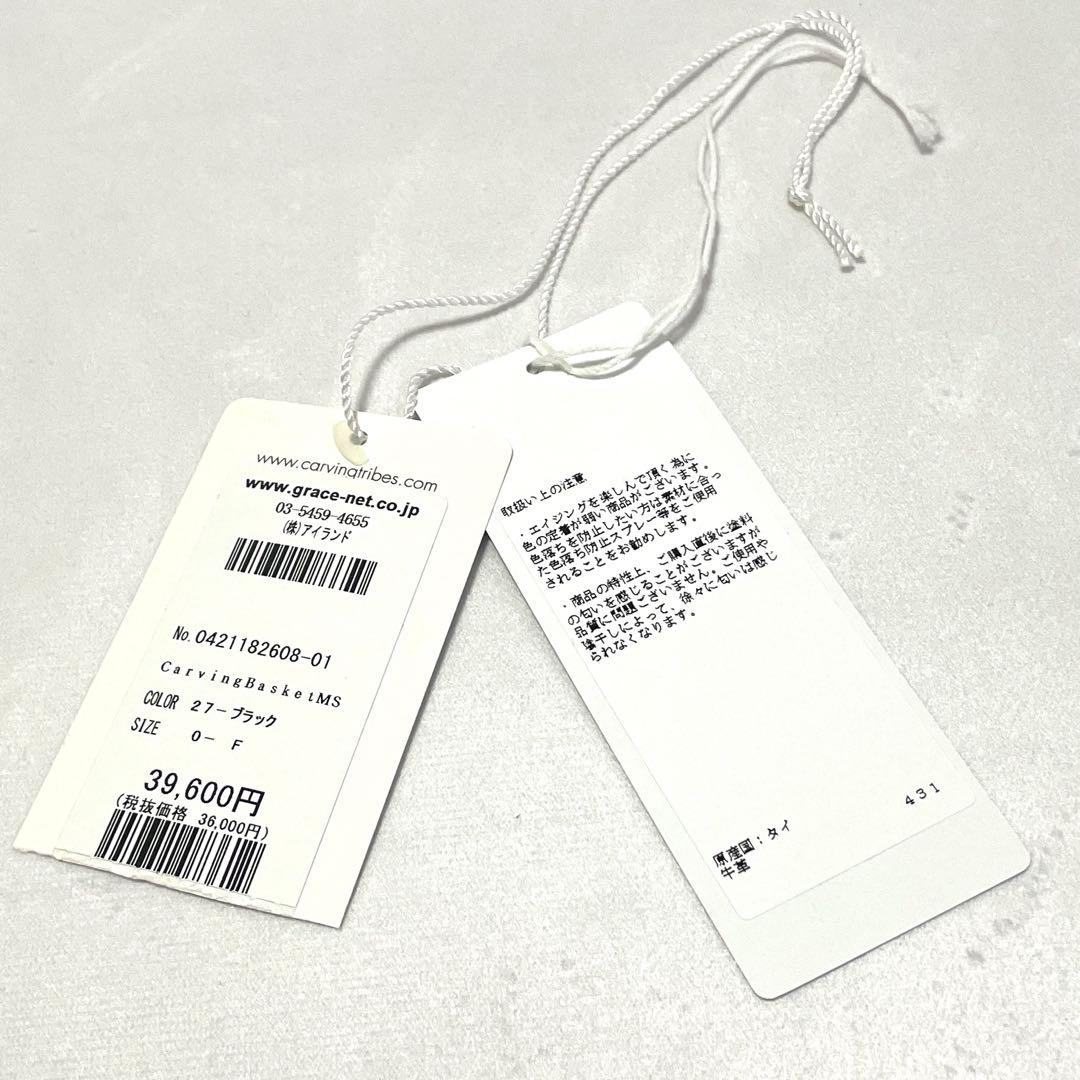 www.carvingtribes.com
www.grace-net.co.jp
03-5459-4655
(株)アイランド
No. 0421182608-01
CarvingBasketMS
COLOR 27-ブラック
SIZE 0- F
39,600円
(税抜価格 36,000円)
取扱い上の注意
・エイジングを楽しんで頂く為に
色の定着が弱い商品がございます。
色落ちを防止したい方は素材に合っ
た色落ち防止スプレー等をご使用
されることをお勧めします。
・商品の特性上、ご購入直後に塗料
の匂いを感じることがございますが
品質に問題ございません。ご使用や
陰干しによって、徐々に匂いは感じ
られなくなります。
431
原産国：タイ
牛革